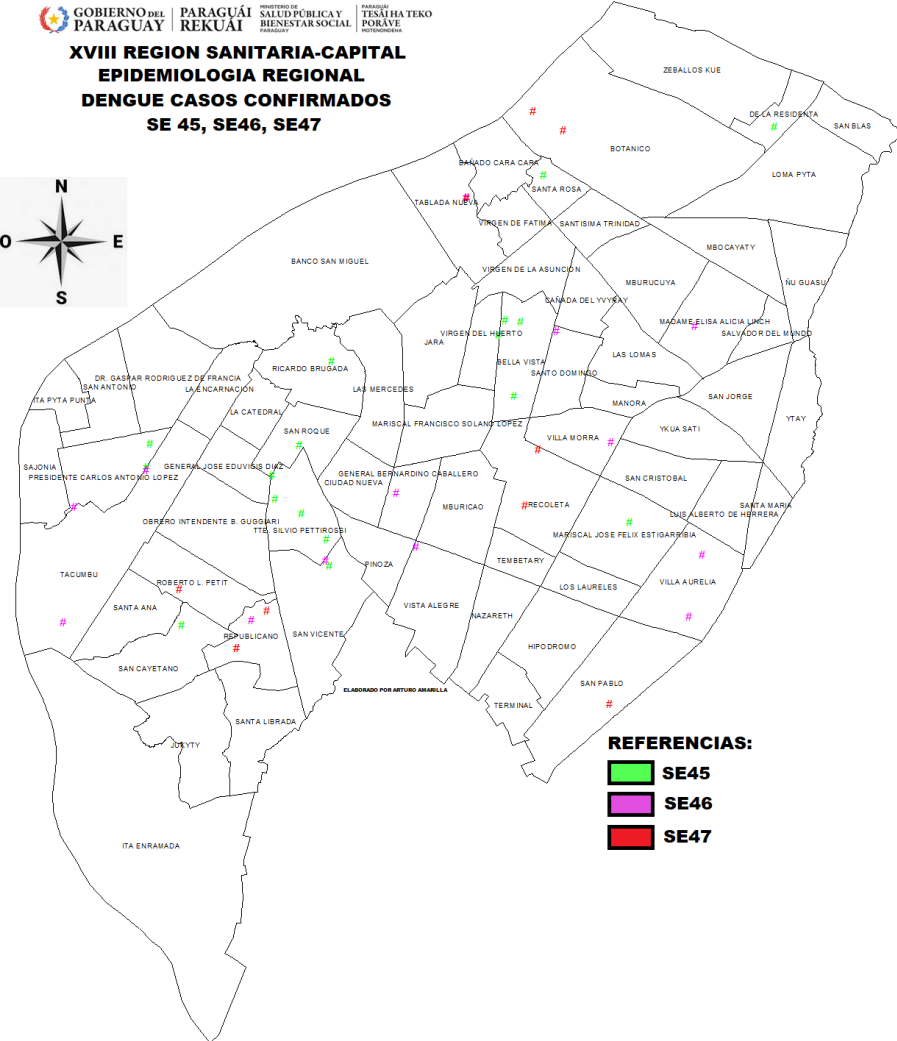 GOBIERNO DEL
PARAGUAY
PARAGUÁI
REKUÁI
MINISTERIO DE
SALUD PÚBLICA Y
BIENESTAR SOCIAL
PARAGUAY
PARAGUÁI
TESÃI HA TEKO
PORÃVE
MOTENONDEHA
XVIII REGION SANITARIA-CAPITAL
EPIDEMIOLOGIA REGIONAL
DENGUE CASOS CONFIRMADOS
SE 45, SE46, SE47
N
O
E
S
ZEBALLOS KUE
DE LA RESIDENTA
SAN BLAS
BOTANICO
BAÑADO CARA CARA
LOMA PYTA
SANTA ROSA
TABLADA NUEVA
VIRGEN DE FATIMA
SANTISIMA TRINIDAD
MBOCAYATY
BANCO SAN MIGUEL
VIRGEN DE LA ASUNCION
MBURUCUYA
ÑU GUASU
CAÑADA DEL YVYRAY
MADAME ELISA ALICIA LINCH
VIRGEN DEL HUERTO
SALVADOR DEL MUNDO
JARA
LAS LOMAS
BELLA VISTA
RICARDO BRUGADA
SANTO DOMINGO
DR. GASPAR RODRIGUEZ DE FRANCIA
SAN ANTONIO
LA ENCARNACION
LAS MERCEDES
SAN JORGE
ITA PYTA PUNTA
MANORA
LA CATEDRAL
YTAY
MARISCAL FRANCISCO SOLANO LOPEZ
SAN ROQUE
YKUA SATI
VILLA MORRA
SAJONIA
GENERAL JOSE EDUVIGIS DIAZ
PRESIDENTE CARLOS ANTONIO LOPEZ
GENERAL BERNARDINO CABALLERO
SAN CRISTOBAL
CIUDAD NUEVA
MBURICAO
RECOLETA
SANTA MARIA
LUIS ALBERTO DE HERRERA
OBRERO INTENDENTE B. GUGGIARI
TTE. SILVIO PETTIROSSI
MARISCAL JOSE FELIX ESTIGARRIBIA
TEMBETARY
PINOZA
TACUMBU
ROBERTO L. PETIT
LOS LAURELES
VILLA AURELIA
SANTA ANA
VISTA ALEGRE
NAZARETH
REPUBLICANO
SAN VICENTE
HIPODROMO
SAN CAYETANO
SAN PABLO
ELABORADO POR ARTURO AMARILLA
TERMINAL
SANTA LIBRADA
JUKYTY
ITA ENRAMADA
REFERENCIAS:
SE45
SE46
SE47